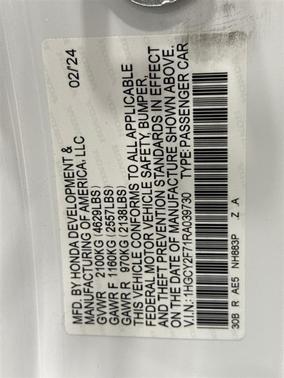 MFD. BY HONDA DEVELOPMENT & 02/24
MANUFACTURING OF AMERICA, LLC
GVWR 2100KG (4629LBS)
GAWR F 1160KG (2557LBS)
GAWR R 970KG (2138LBS)
THIS VEHICLE CONFORMS TO ALL APPLICABLE
FEDERAL MOTOR VEHICLE SAFETY, BUMPER,
AND THEFT PREVENTION STANDARDS IN EFFECT
ON THE DATE OF MANUFACTURE SHOWN ABOVE.
V.I.N.: 1HGCY2F71RA039730 TYPE: PASSENGER CAR
30B R AE5 NH883P Z A